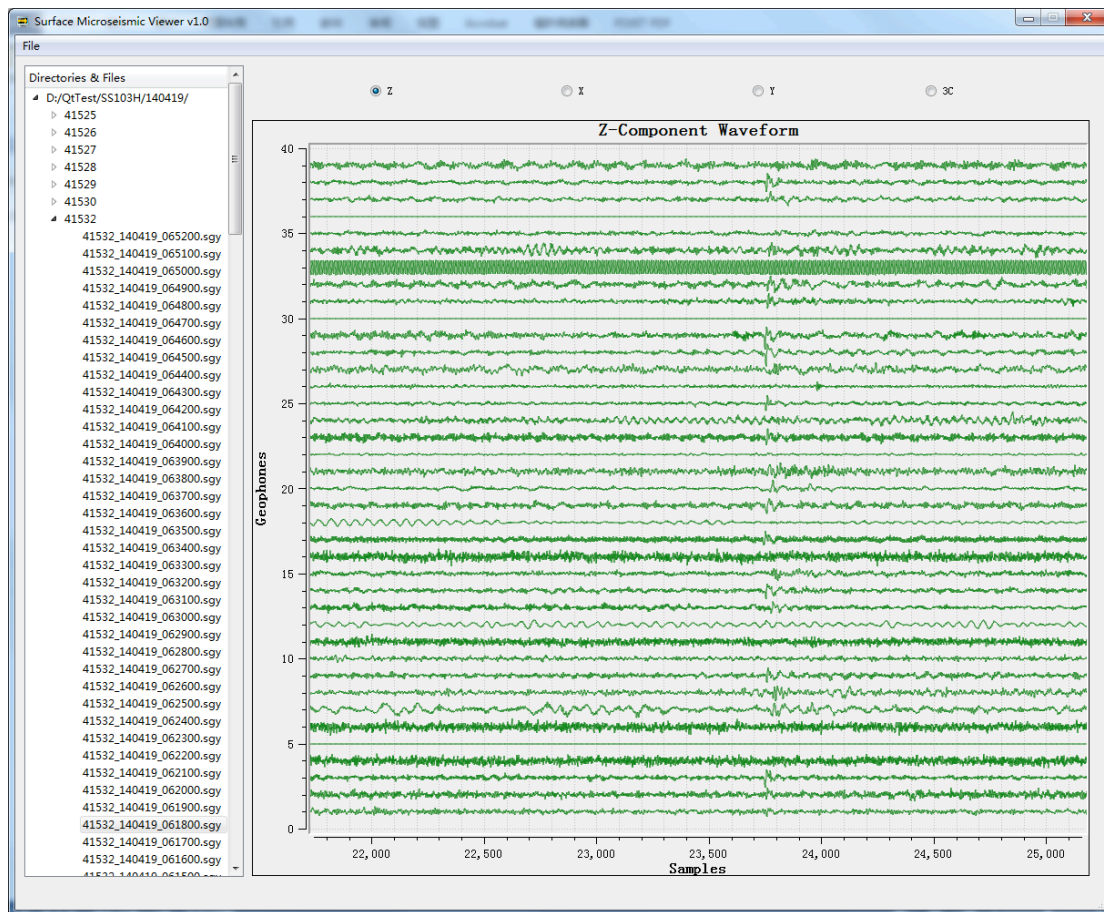 Surface Microseismic Viewer v1.0
File
Directories & Files
D:/QtTest/SS103H/140419/
41525
41526
41527
41528
41529
41530
41532
41532_140419_065200.sgy
41532_140419_065100.sgy
41532_140419_065000.sgy
41532_140419_064900.sgy
41532_140419_064800.sgy
41532_140419_064700.sgy
41532_140419_064600.sgy
41532_140419_064500.sgy
41532_140419_064400.sgy
41532_140419_064300.sgy
41532_140419_064200.sgy
41532_140419_064100.sgy
41532_140419_064000.sgy
41532_140419_063900.sgy
41532_140419_063800.sgy
41532_140419_063700.sgy
41532_140419_063600.sgy
41532_140419_063500.sgy
41532_140419_063400.sgy
41532_140419_063300.sgy
41532_140419_063200.sgy
41532_140419_063100.sgy
41532_140419_063000.sgy
41532_140419_062900.sgy
41532_140419_062800.sgy
41532_140419_062700.sgy
41532_140419_062600.sgy
41532_140419_062500.sgy
41532_140419_062400.sgy
41532_140419_062300.sgy
41532_140419_062200.sgy
41532_140419_062100.sgy
41532_140419_062000.sgy
41532_140419_061900.sgy
41532_140419_061800.sgy
41532_140419_061700.sgy
41532_140419_061600.sgy
41532_140419_061500.sgy
Z X Y 3C
Z-Component Waveform
40
35
30
25
20
15
10
5
0
Geophones
22,000 22,500 23,000 23,500 24,000 24,500 25,000
Samples